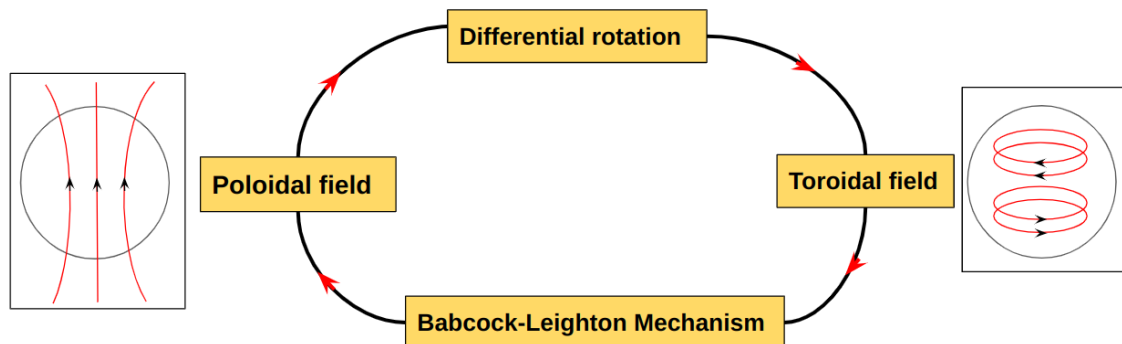 Differential rotation
Poloidal field
Toroidal field
Babcock-Leighton Mechanism